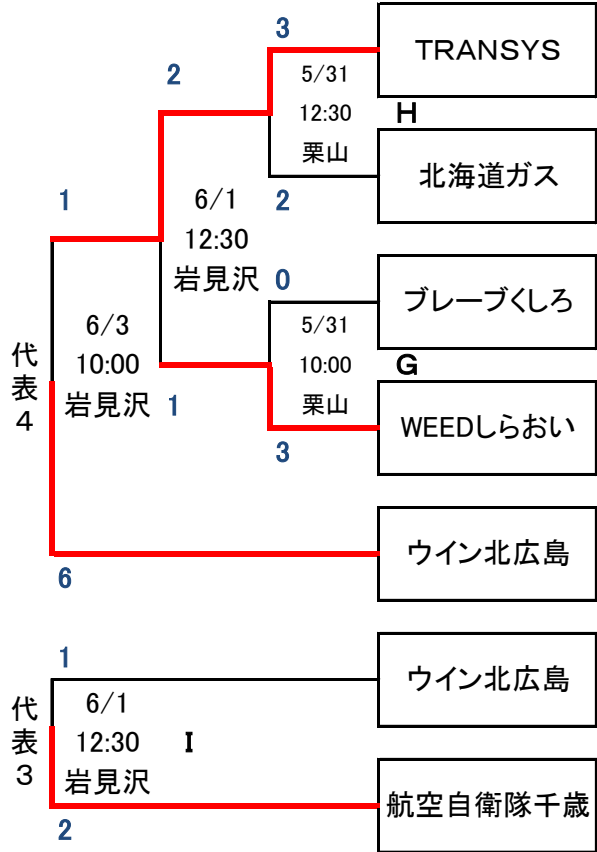 3
TRANSYS
2
5/31
12:30
栗山
H
北海道ガス
1
6/1
12:30
岩見沢
2
0
ブレーブくしろ
6/3
10:00
岩見沢
5/31
10:00
栗山
G
代表4
1
WEEDしらおい
3
ウイン北広島
6
1
ウイン北広島
代表3
6/1
12:30
岩見沢
I
航空自衛隊千歳
2